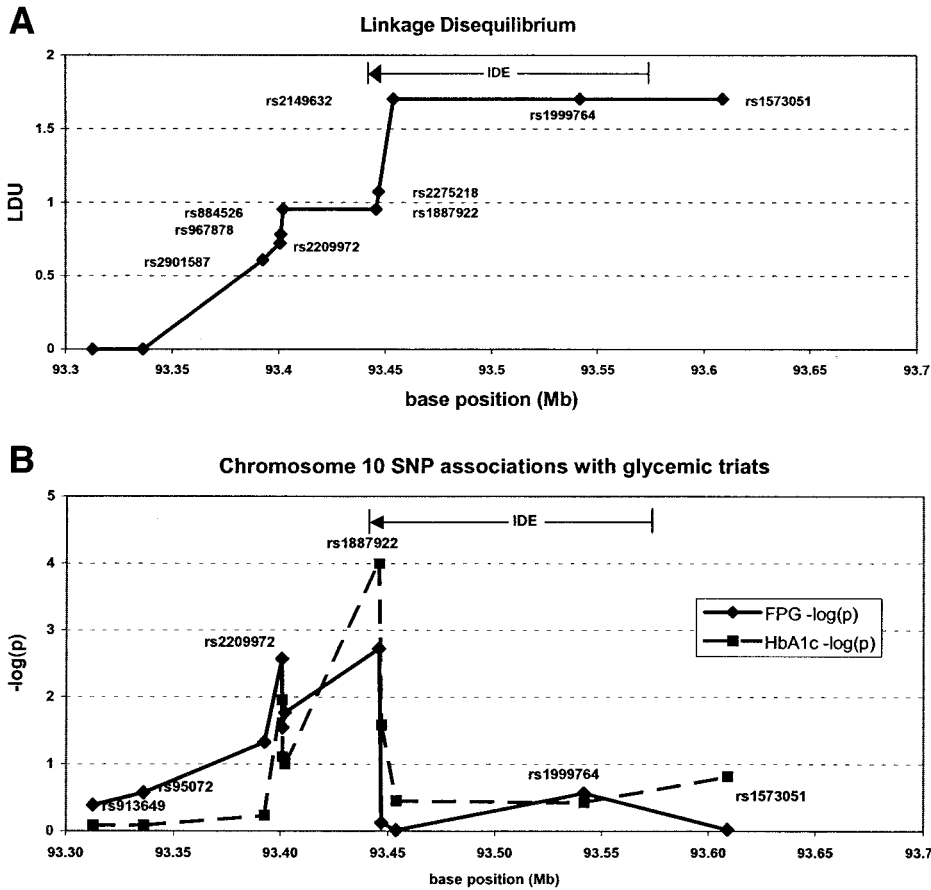 A
Linkage Disequilibrium
2
IDE
rs2149632
rs1573051
rs1999764
1.5
LDU
rs2275218
1
rs884526
rs1887922
rs967878
rs2209972
rs2901587
0.5
0
93.3
93.35
93.4
93.45
93.5
93.55
93.6
93.65
93.7
base position (Mb)
B
Chromosome 10 SNP associations with glycemic triats
5
IDE
rs1887922
4
FPG -log(p)
HbA1c -log(p)
3
rs2209972
-log(p)
2
1
rs1999764
rs95072
rs1573051
rs913649
0
93.30
93.35
93.40
93.45
93.50
93.55
93.60
93.65
93.7
base position (Mb)